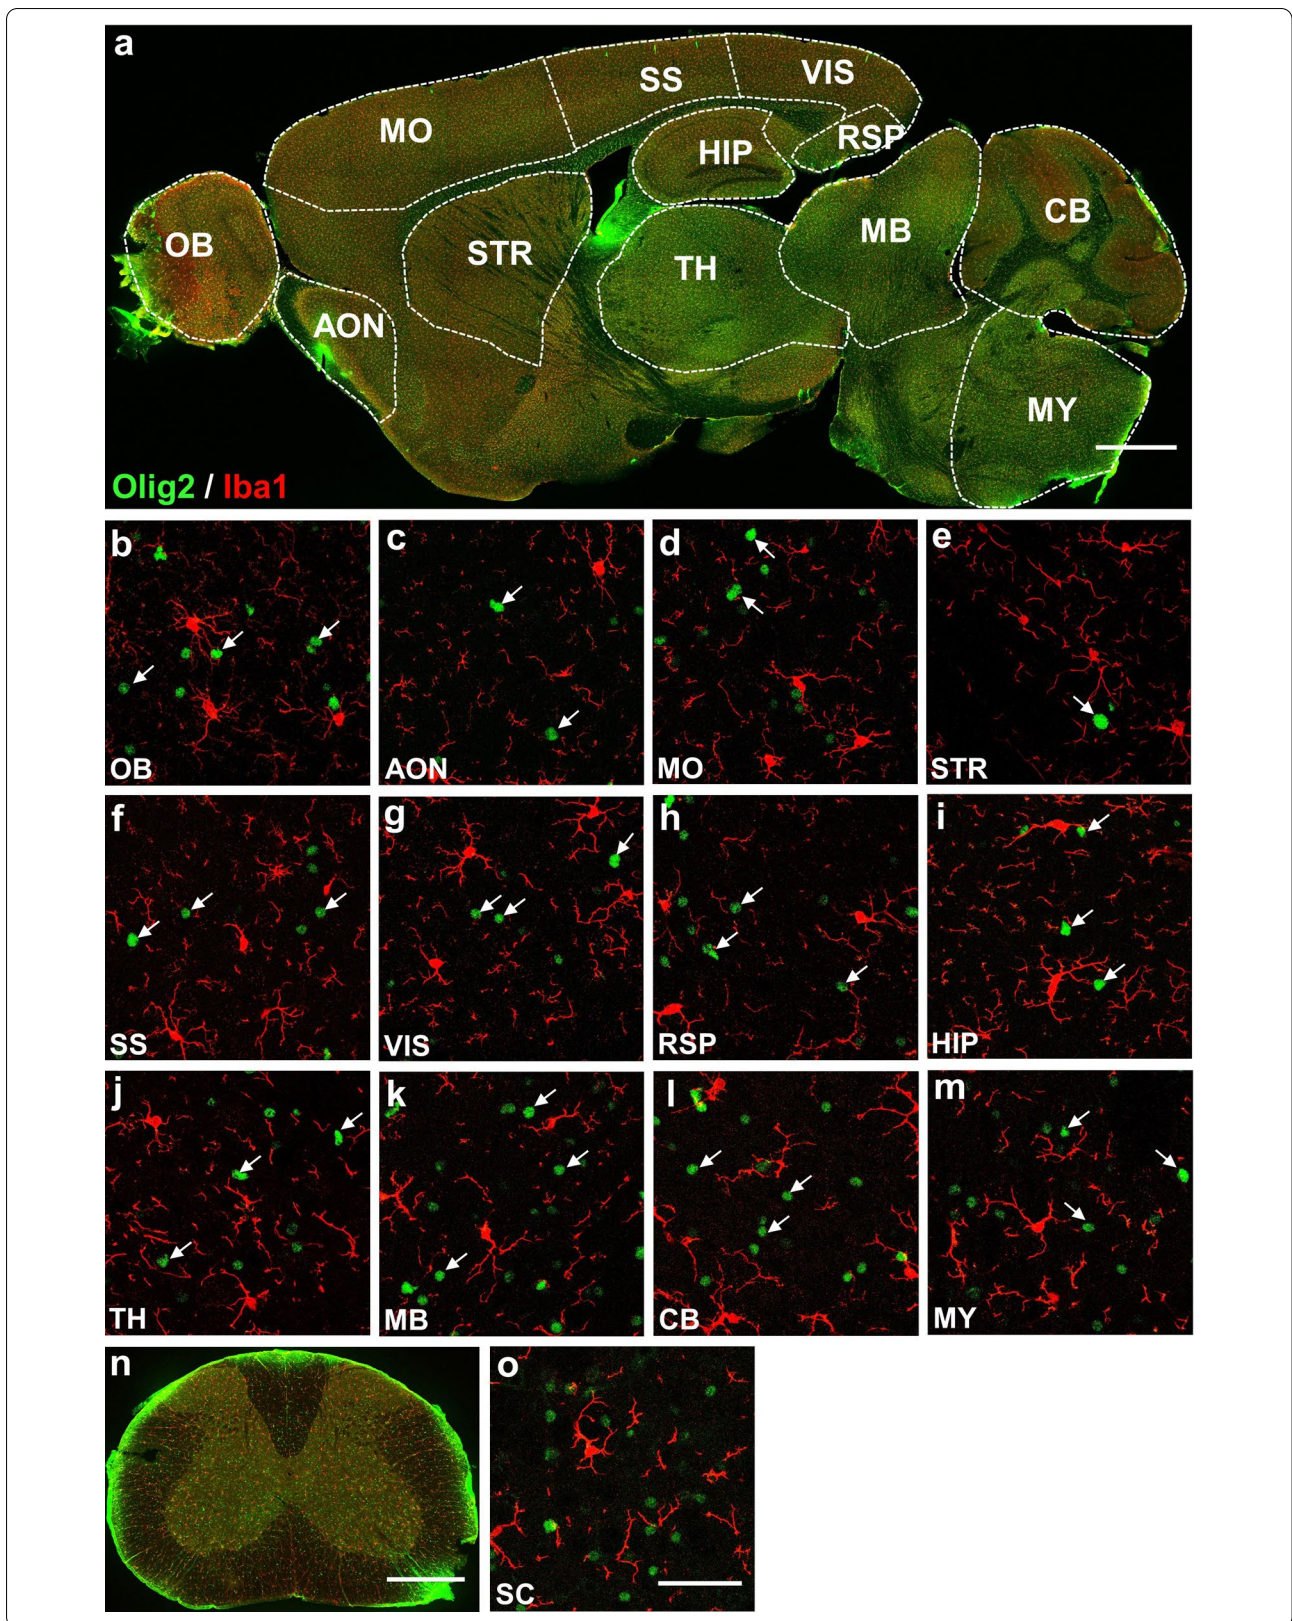 a
MO
SS
VIS
HIP
RSP
OB
STR
TH
MB
CB
AON
MY
Olig2 / Iba1
b
OB
c
AON
d
MO
e
STR
f
SS
g
VIS
h
RSP
i
HIP
j
TH
k
MB
l
CB
m
MY
n
o
SC